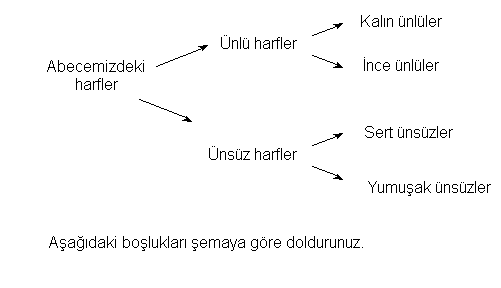 Abecemizdeki
harfler
Ünlü harfler
Kalın ünlüler
İnce ünlüler
Ünsüz harfler
Sert ünsüzler
Yumuşak ünsüzler
Aşağıdaki boşlukları şemaya göre doldurunuz.